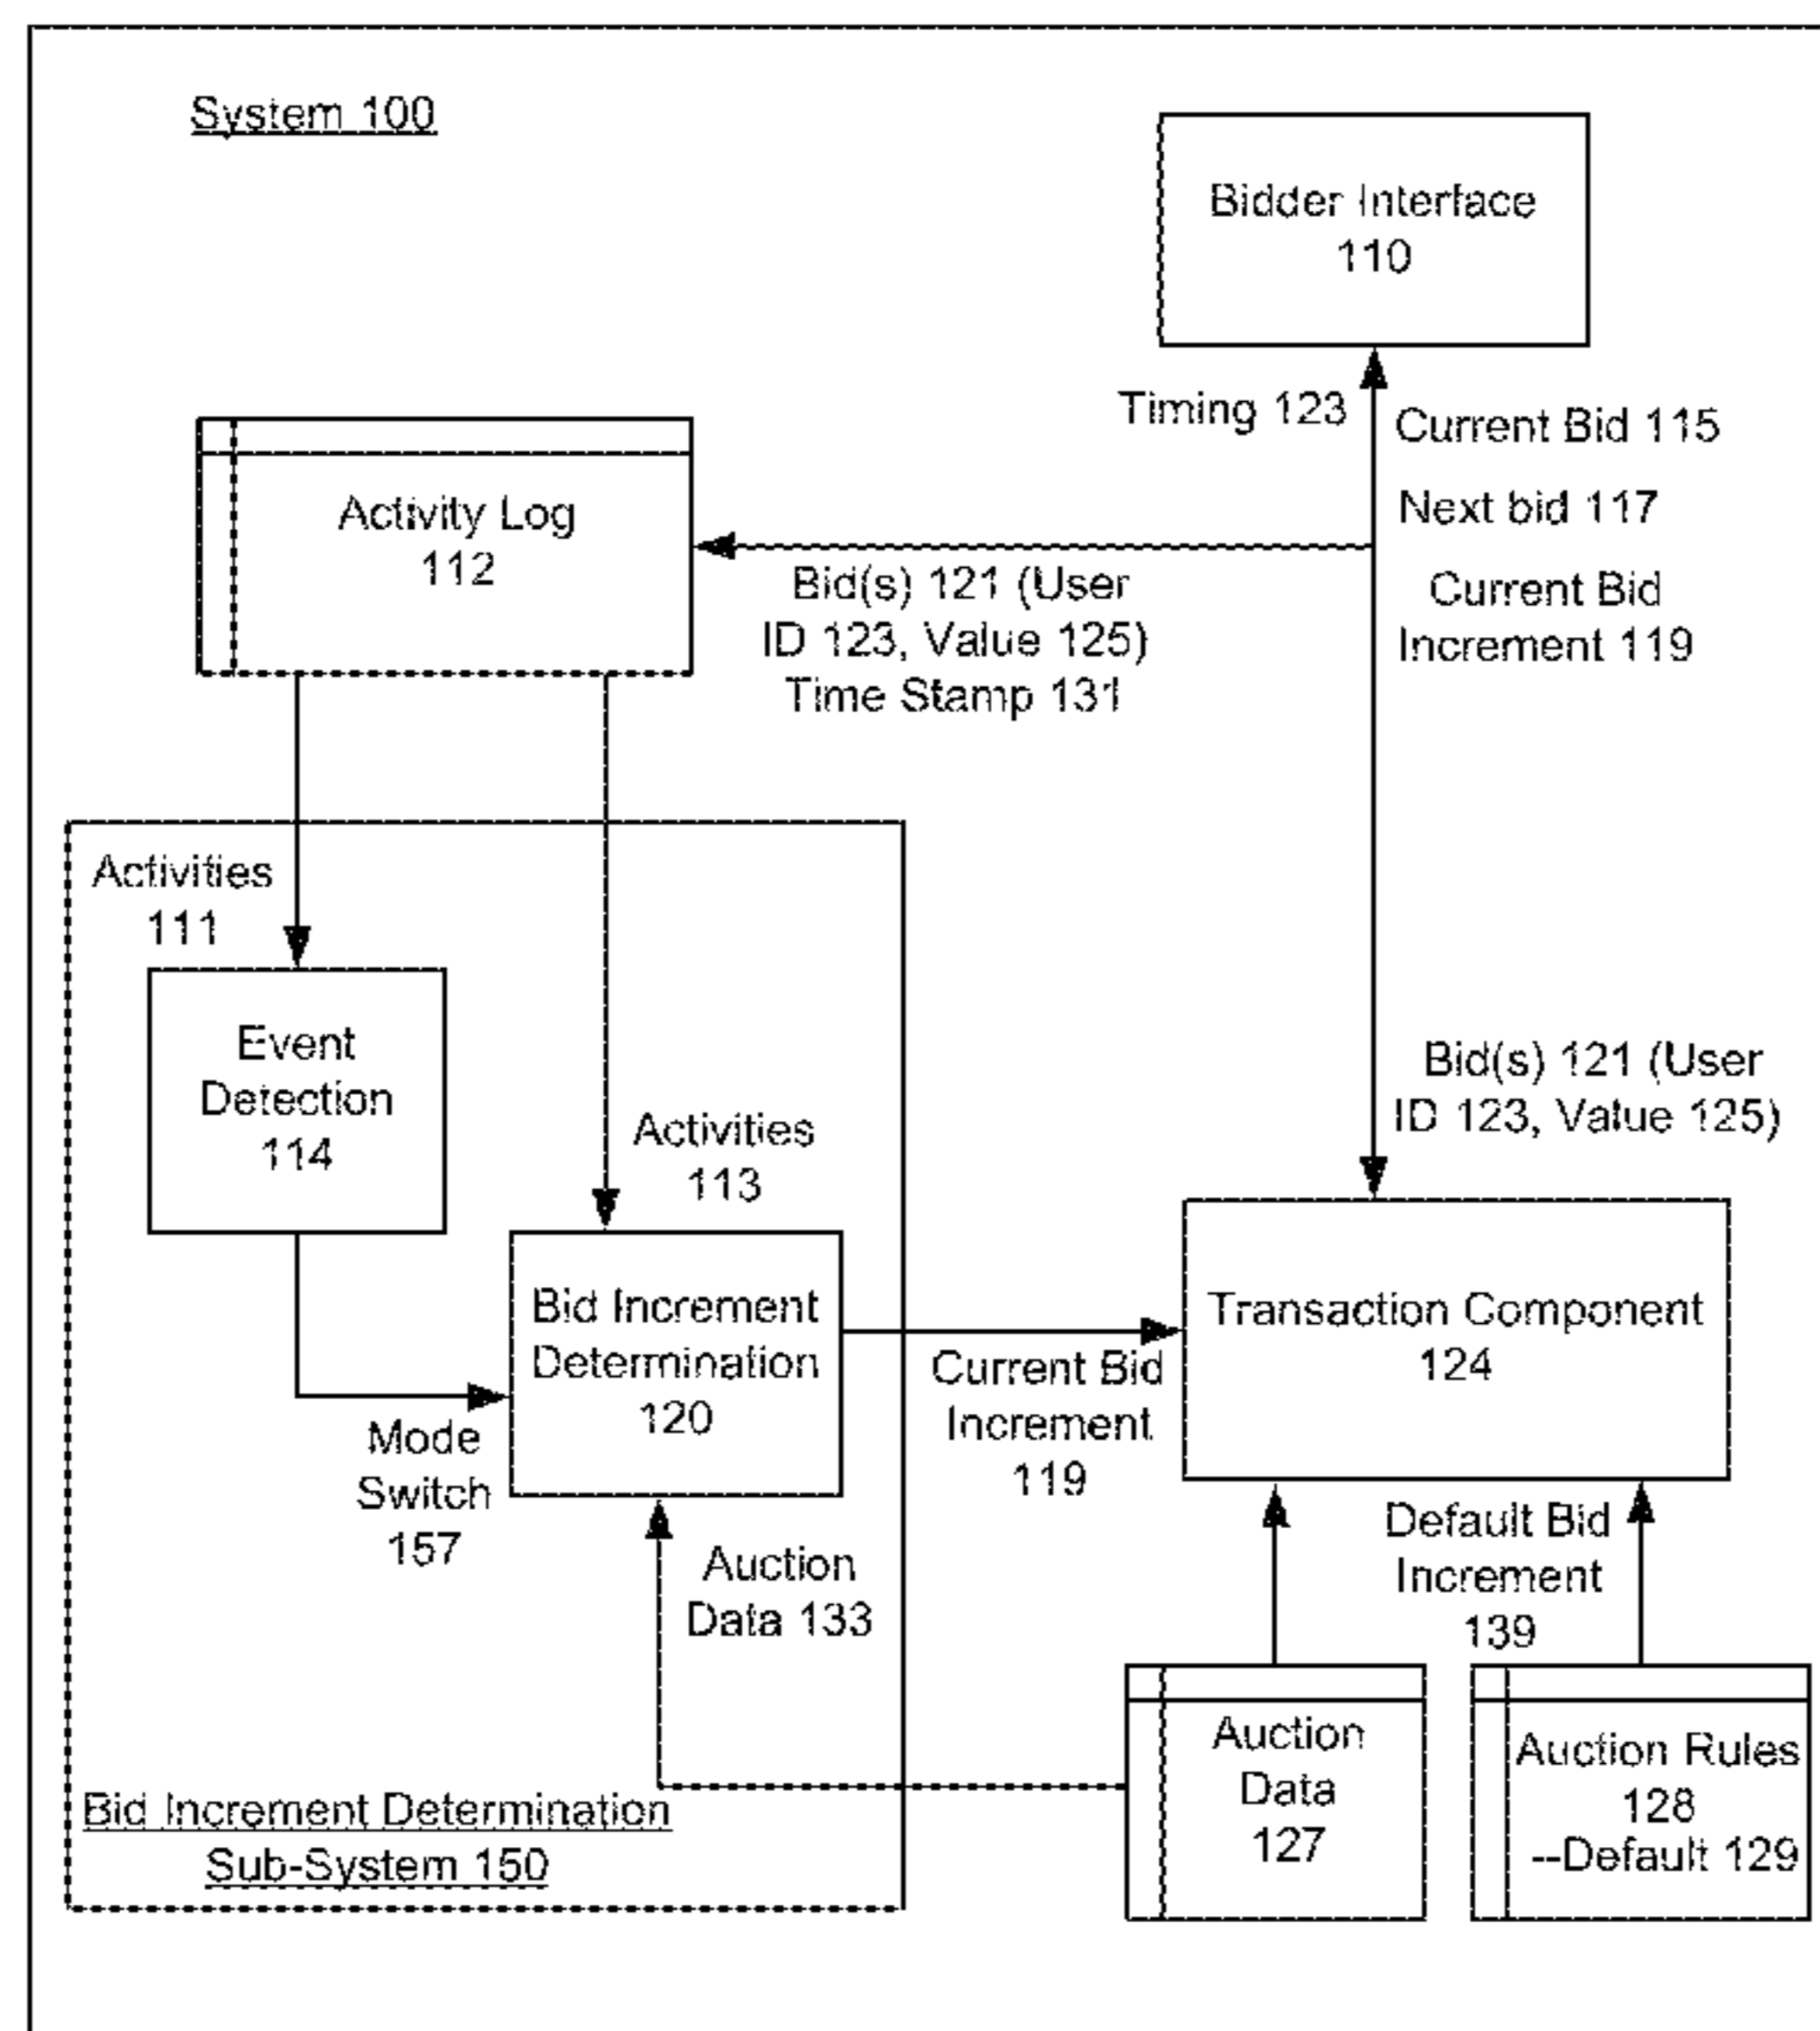 System 100
Bidder Interface
110
Timing 123
Current Bid 115
Next bid 117
Current Bid
Increment 119
Activity Log
112
Bid(s) 121 (User
ID 123, Value 125)
Time Stamp 131
Activities
111
Event
Detection
114
Activities
113
Bid(s) 121 (User
ID 123, Value 125)
Bid Increment
Determination
120
Transaction Component
124
Current Bid
Increment
119
Mode
Switch
157
Auction
Data 133
Default Bid
Increment
139
Auction
Data
127
Auction Rules
128
--Default 129
Bid Increment Determination
Sub-System 150